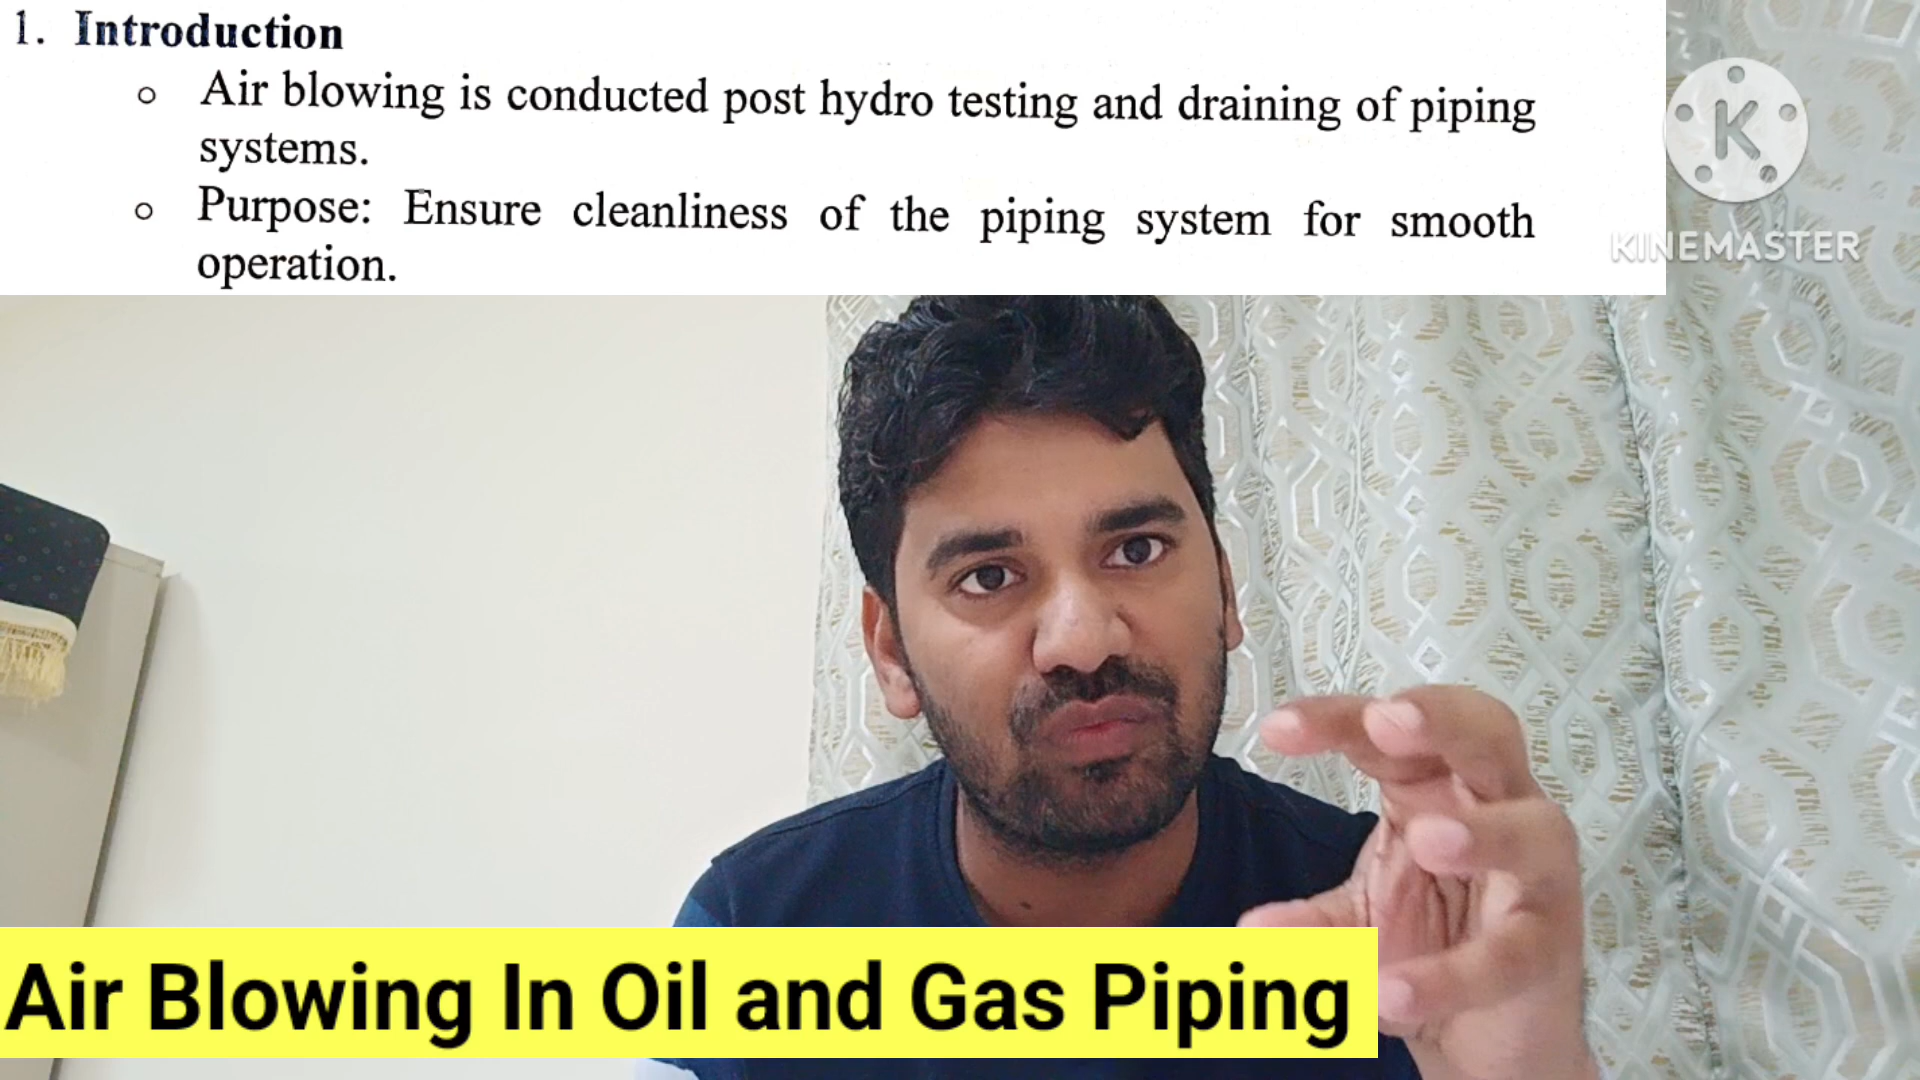 1. Introduction
○ Air blowing is conducted post hydro testing and draining of piping
systems.
○ Purpose: Ensure cleanliness of the piping system for smooth
operation.
K
KINEMASTER
Air Blowing In Oil and Gas Piping